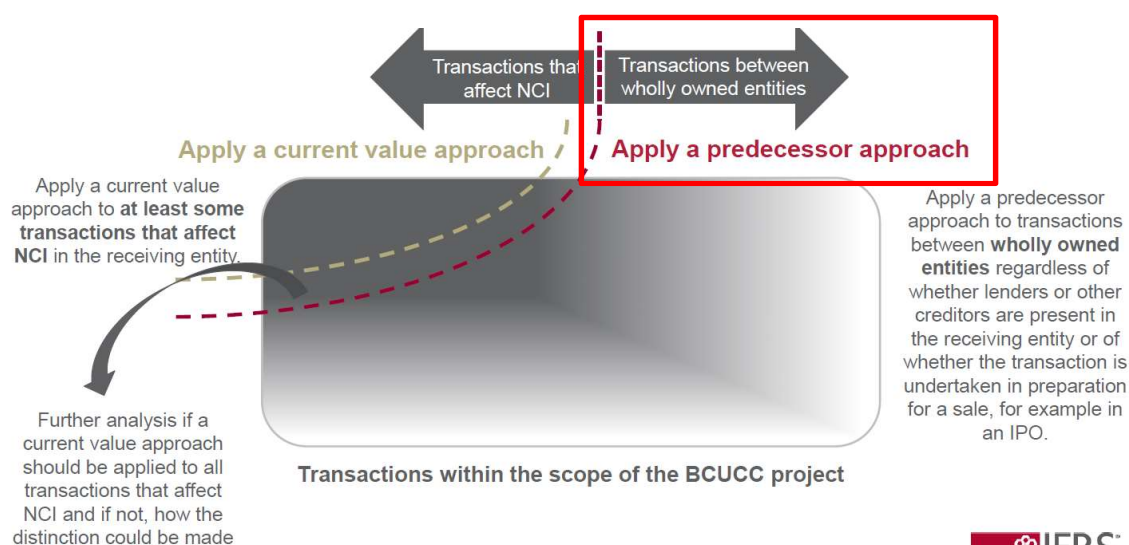 Transactions that
affect NCI
Transactions between
wholly owned entities
Apply a current value approach
Apply a predecessor approach
Apply a current value
approach to at least some
transactions that affect
NCI in the receiving entity.
Apply a predecessor
approach to transactions
between wholly owned
entities regardless of
whether lenders or other
creditors are present in
the receiving entity or of
whether the transaction is
undertaken in preparation
for a sale, for example in
an IPO.
Further analysis if a
current value approach
should be applied to all
transactions that affect
NCI and if not, how the
distinction could be made
Transactions within the scope of the BCUCC project
IFRS